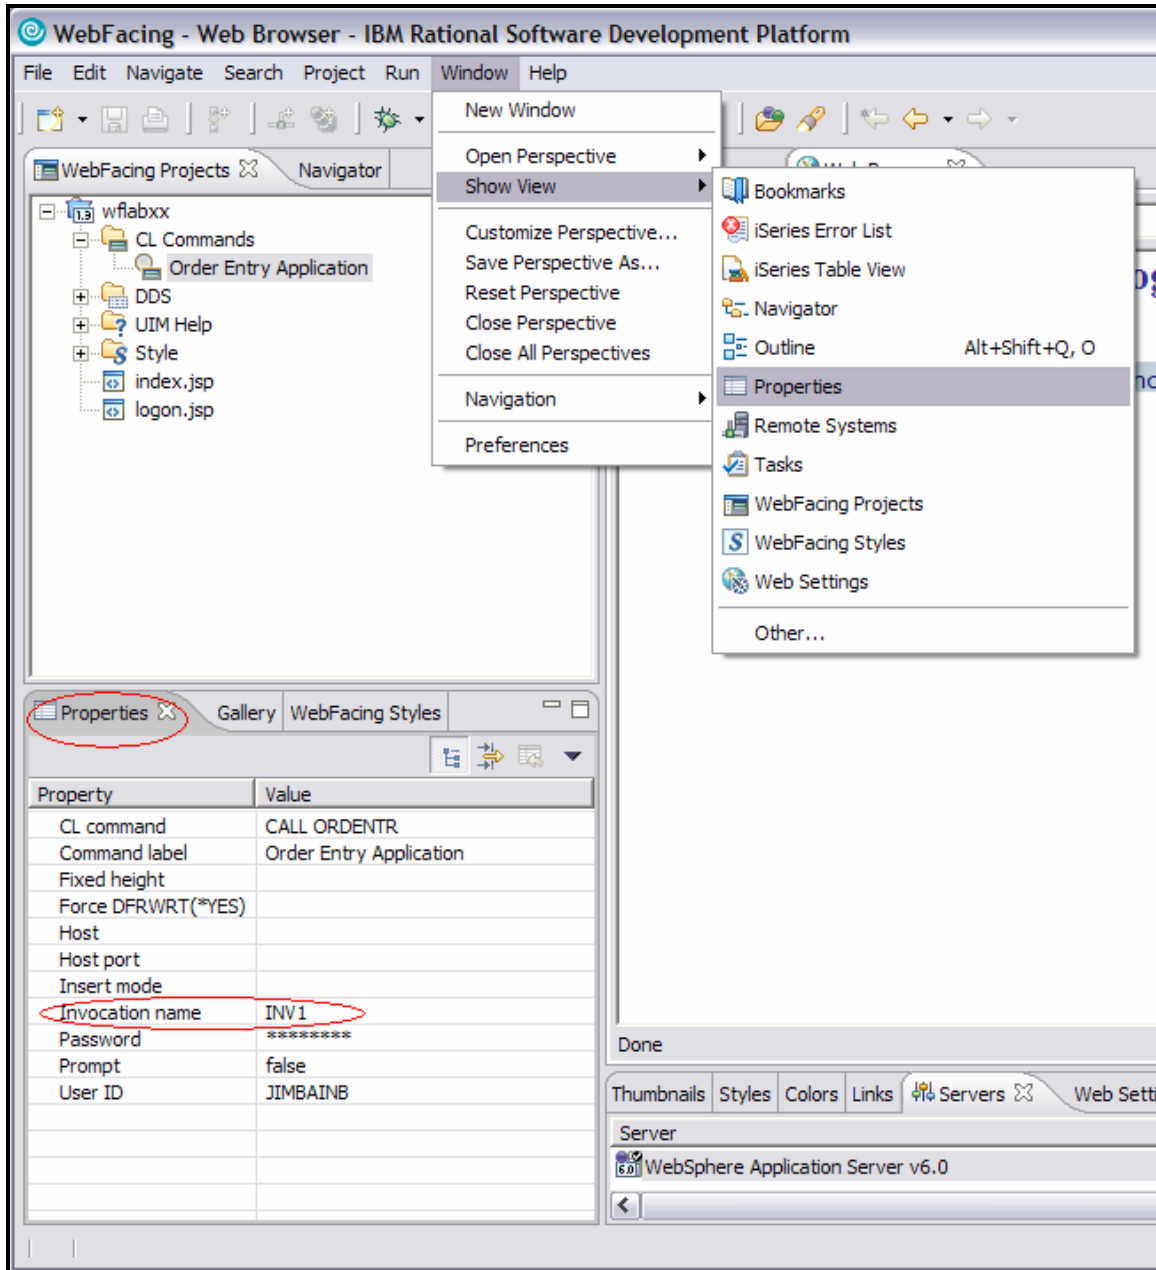 WebFacing - Web Browser - IBM Rational Software Development Platform
File Edit Navigate Search Project Run Window Help
New Window
Open Perspective
Show View
Customize Perspective...
Save Perspective As...
Reset Perspective
Close Perspective
Close All Perspectives
Navigation
Preferences
Bookmarks
iSeries Error List
iSeries Table View
Navigator
Outline Alt+Shift+Q, O
Properties
Remote Systems
Tasks
WebFacing Projects
WebFacing Styles
Web Settings
Other...
WebFacing Projects Navigator
1.3 wflabxx
CL Commands
Order Entry Application
DDS
UIM Help
Style
index.jsp
logon.jsp
Properties Gallery WebFacing Styles
Property Value
CL command CALL ORDENTR
Command label Order Entry Application
Fixed height
Force DFRWRT(*YES)
Host
Host port
Insert mode
Invocation name INV1
Password ********
Prompt false
User ID JIMBAINB
Done
Thumbnails Styles Colors Links Servers Web Setti
Server
6.0 WebSphere Application Server v6.0